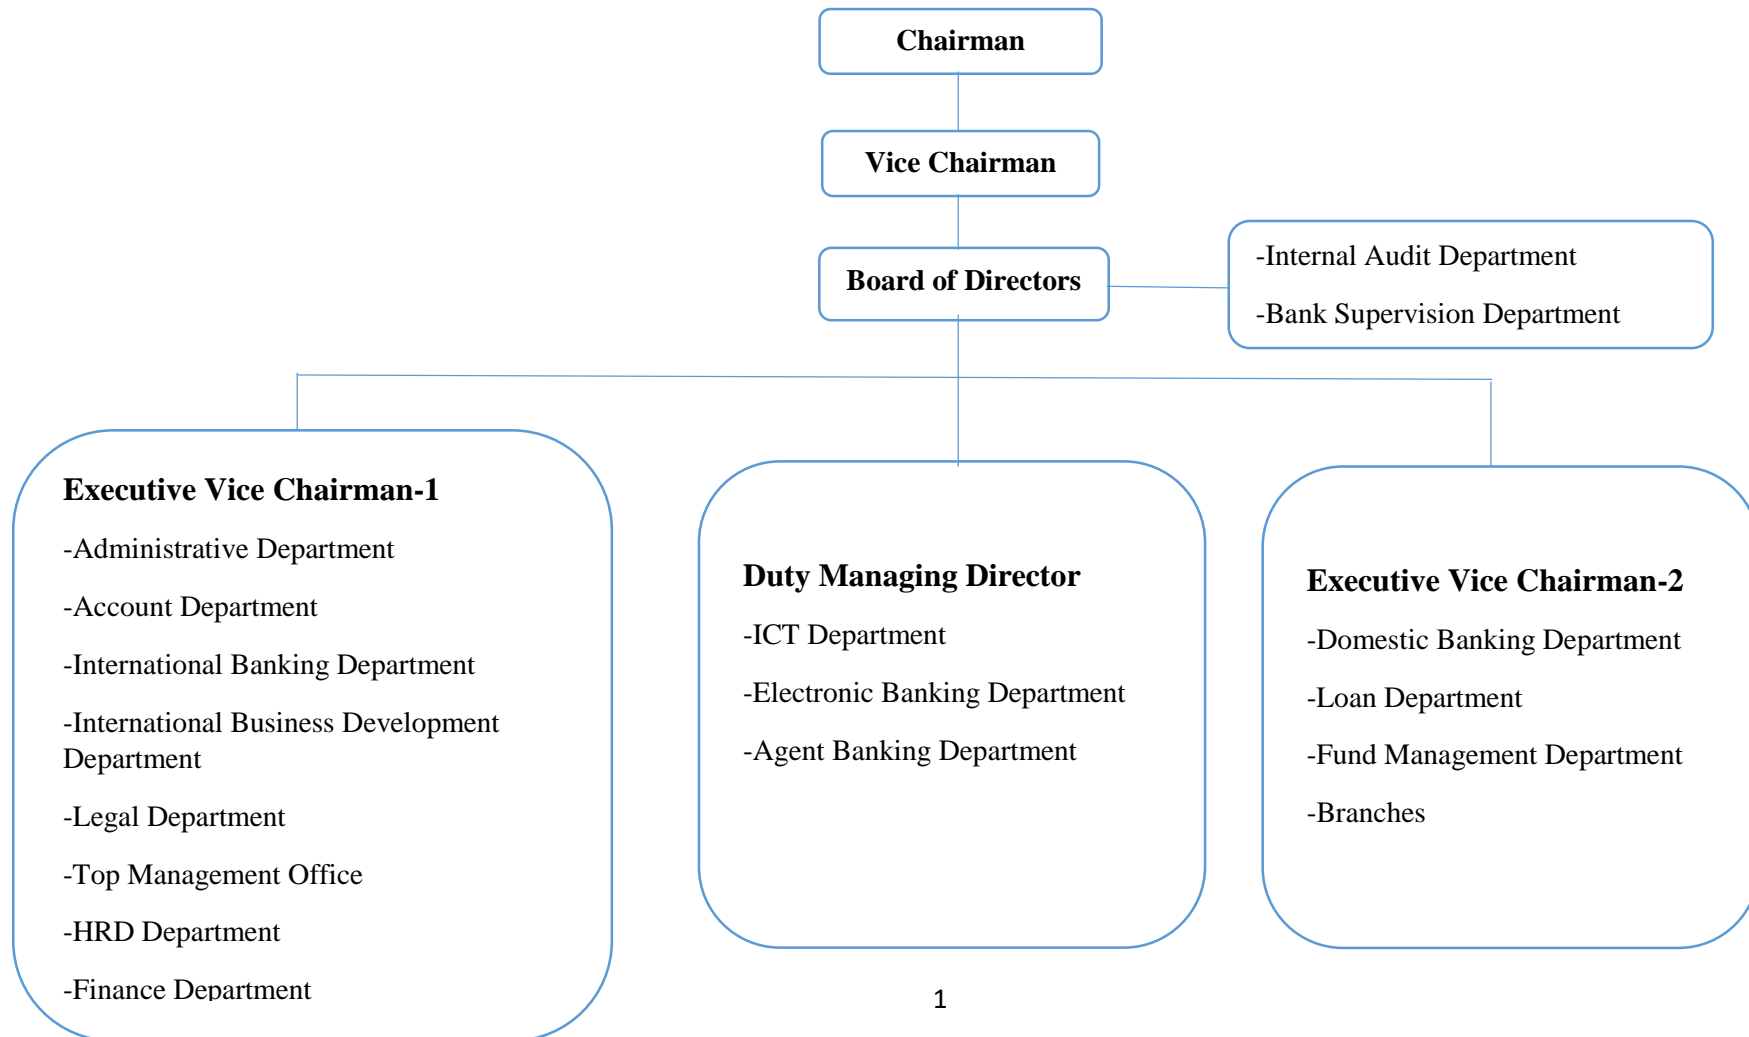 Chairman
Vice Chairman
Board of Directors
-Internal Audit Department
-Bank Supervision Department
Executive Vice Chairman-1
-Administrative Department
-Account Department
-International Banking Department
-International Business Development
Department
-Legal Department
-Top Management Office
-HRD Department
-Finance Department
Duty Managing Director
-ICT Department
-Electronic Banking Department
-Agent Banking Department
Executive Vice Chairman-2
-Domestic Banking Department
-Loan Department
-Fund Management Department
-Branches
1